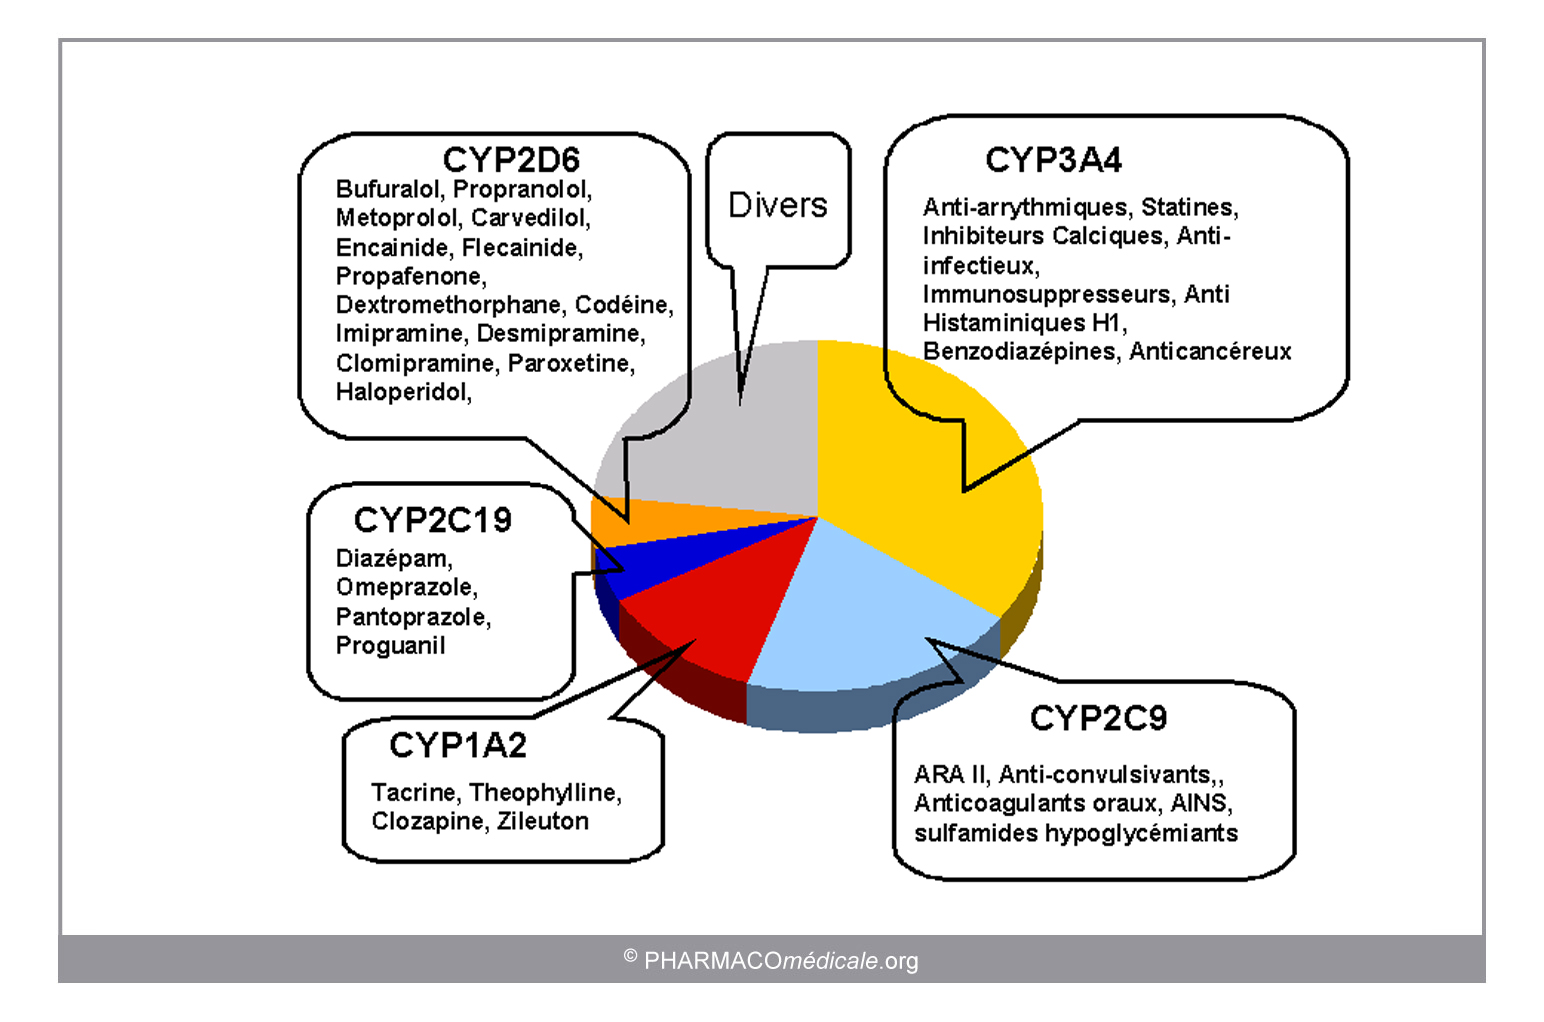 CYP2D6
Bufuralol, Propranolol,
Metoprolol, Carvedilol,
Encainide, Flecainide,
Propafenone,
Dextromethorphane, Codéine,
Imipramine, Desmipramine,
Clomipramine, Paroxetine,
Haloperidol,
Divers
CYP3A4
Anti-arrythmiques, Statines,
Inhibiteurs Calciques, Anti-
infectieux,
Immunosuppresseurs, Anti
Histaminiques H1,
Benzodiazépines, Anticancéreux
CYP2C19
Diazépam,
Omeprazole,
Pantoprazole,
Proguanil
CYP1A2
Tacrine, Theophylline,
Clozapine, Zileuton
CYP2C9
ARA II, Anti-convulsivants,,
Anticoagulants oraux, AINS,
sulfamides hypoglycémiants
© PHARMACOmédicale.org